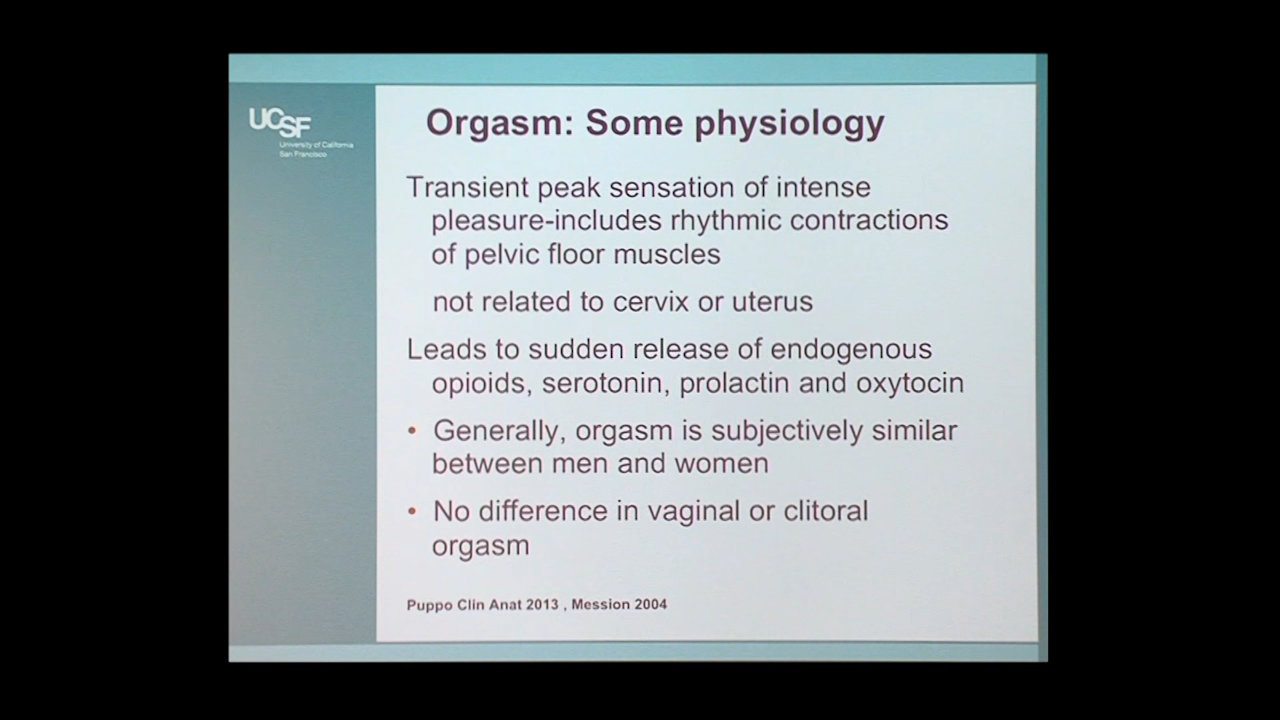 UCSF
University of California
San Francisco
Orgasm: Some physiology
Transient peak sensation of intense
pleasure-includes rhythmic contractions
of pelvic floor muscles
not related to cervix or uterus
Leads to sudden release of endogenous
opioids, serotonin, prolactin and oxytocin
• Generally, orgasm is subjectively similar
between men and women
• No difference in vaginal or clitoral
orgasm
Puppo Clin Anat 2013 , Mession 2004